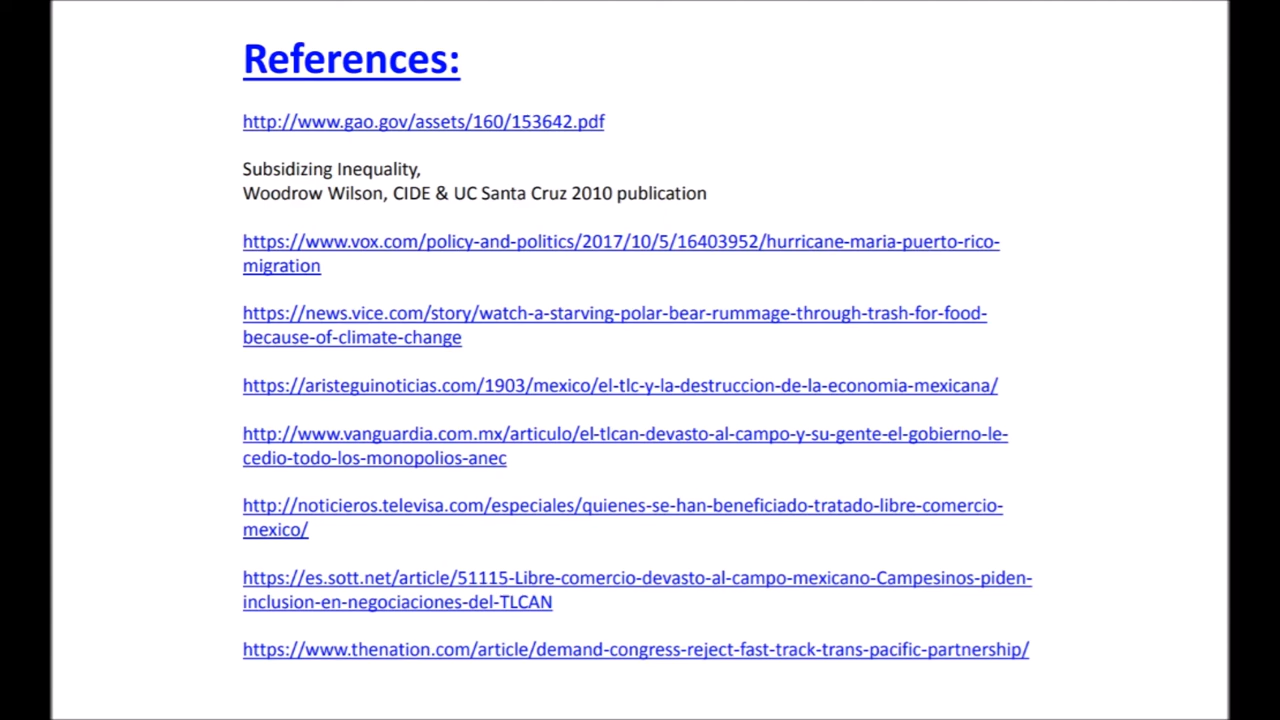 References:
http://www.gao.gov/assets/160/153642.pdf
Subsidizing Inequality,
Woodrow Wilson, CIDE & UC Santa Cruz 2010 publication
https://www.vox.com/policy-and-politics/2017/10/5/16403952/hurricane-maria-puerto-rico-
migration
https://news.vice.com/story/watch-a-starving-polar-bear-rummage-through-trash-for-food-
because-of-climate-change
https://aristeguinoticias.com/1903/mexico/el-tlc-y-la-destruccion-de-la-economia-mexicana/
http://www.vanguardia.com.mx/articulo/el-tlcan-devasto-al-campo-y-su-gente-el-gobierno-le-
cedio-todo-los-monopolios-anec
http://noticieros.televisa.com/especiales/quienes-se-han-beneficiado-tratado-libre-comercio-
mexico/
https://es.sott.net/article/51115-Libre-comercio-devasto-al-campo-mexicano-Campesinos-piden-
inclusion-en-negociaciones-del-TLCAN
https://www.thenation.com/article/demand-congress-reject-fast-track-trans-pacific-partnership/